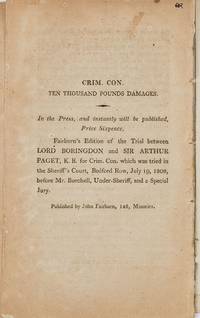 CRIM. CON.
TEN THOUSAND POUNDS DAMAGES.
In the Press, and instantly will be published,
Price Sixpence,
Fairburn's Edition of the Trial between
LORD BORINGDON and SIR ARTHUR
PAGET, K. B. for Crim. Con. which was tried in
the Sheriff's Court, Bedford Row, July 19, 1808,
before Mr. Burchell, Under-Sheriff, and a Special
Jury.
Published by John Fairburn, 146, Minories.